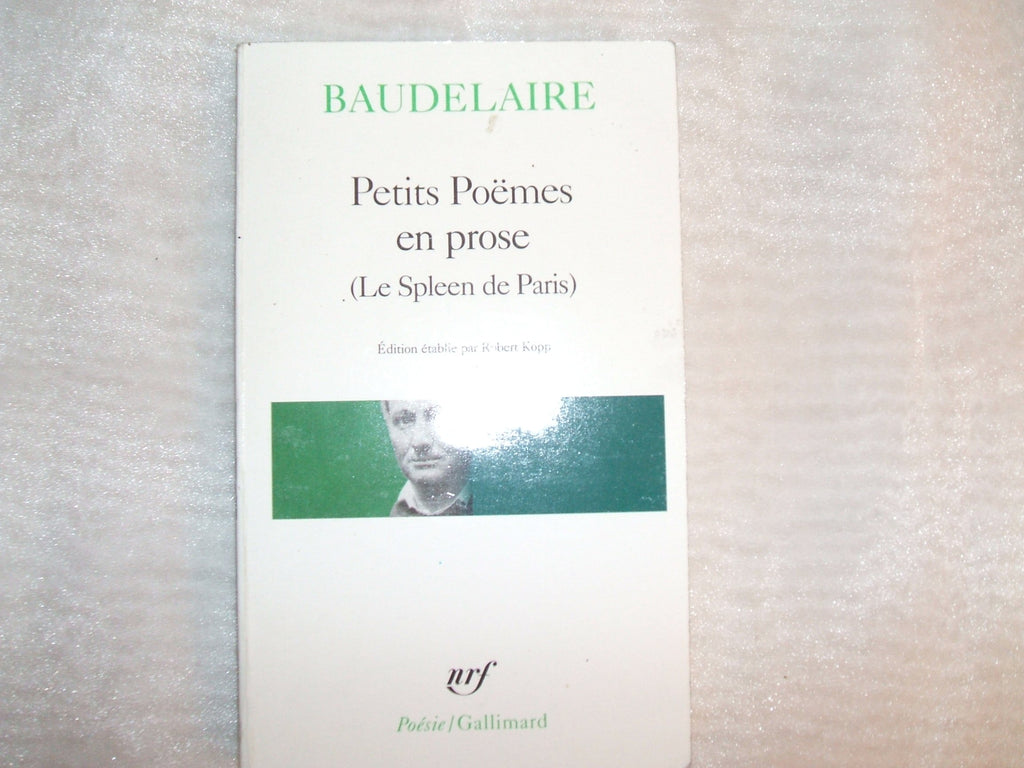 BAUDELAIRE
Petits Poëmes
en prose
(Le Spleen de Paris)
Édition établie par Robert Kopp
nrf
Poésie/Gallimard